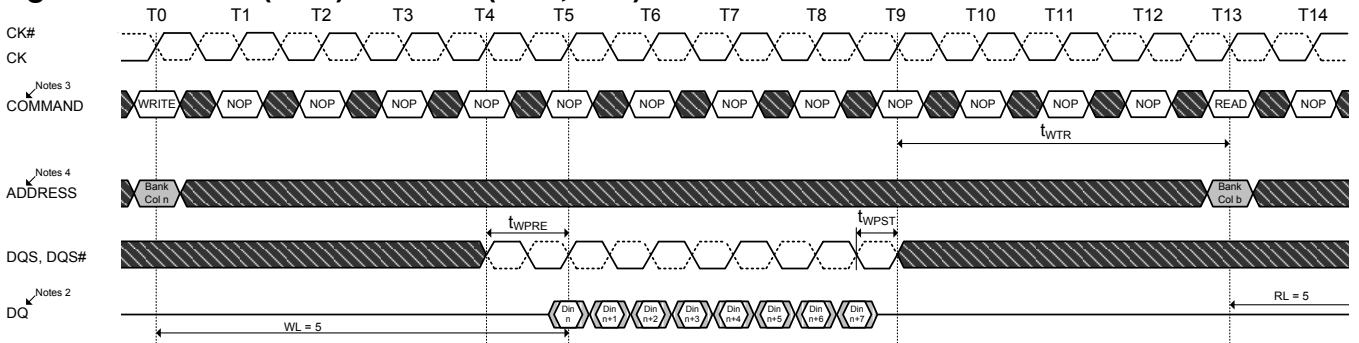 T0 T1 T2 T3 T4 T5 T6 T7 T8 T9 T10 T11 T12 T13 T14
CK#
CK
Notes 3
COMMAND WRITE NOP NOP NOP NOP NOP NOP NOP NOP NOP NOP NOP NOP READ NOP
tWTR
Notes 4
ADDRESS Bank Col n Bank Col b
tWPRE tWPST
DQS, DQS#
Notes 2
DQ Din n Din n+1 Din n+2 Din n+3 Din n+4 Din n+5 Din n+6 Din n+7
WL = 5 RL = 5